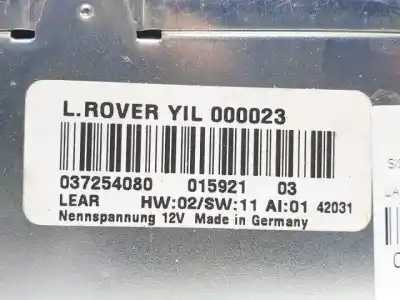 L.ROVER YIL 000023
037254080 015921 03
LEAR HW:02/SW:11 AI:01 42031
Nennspannung 12V Made in Germany